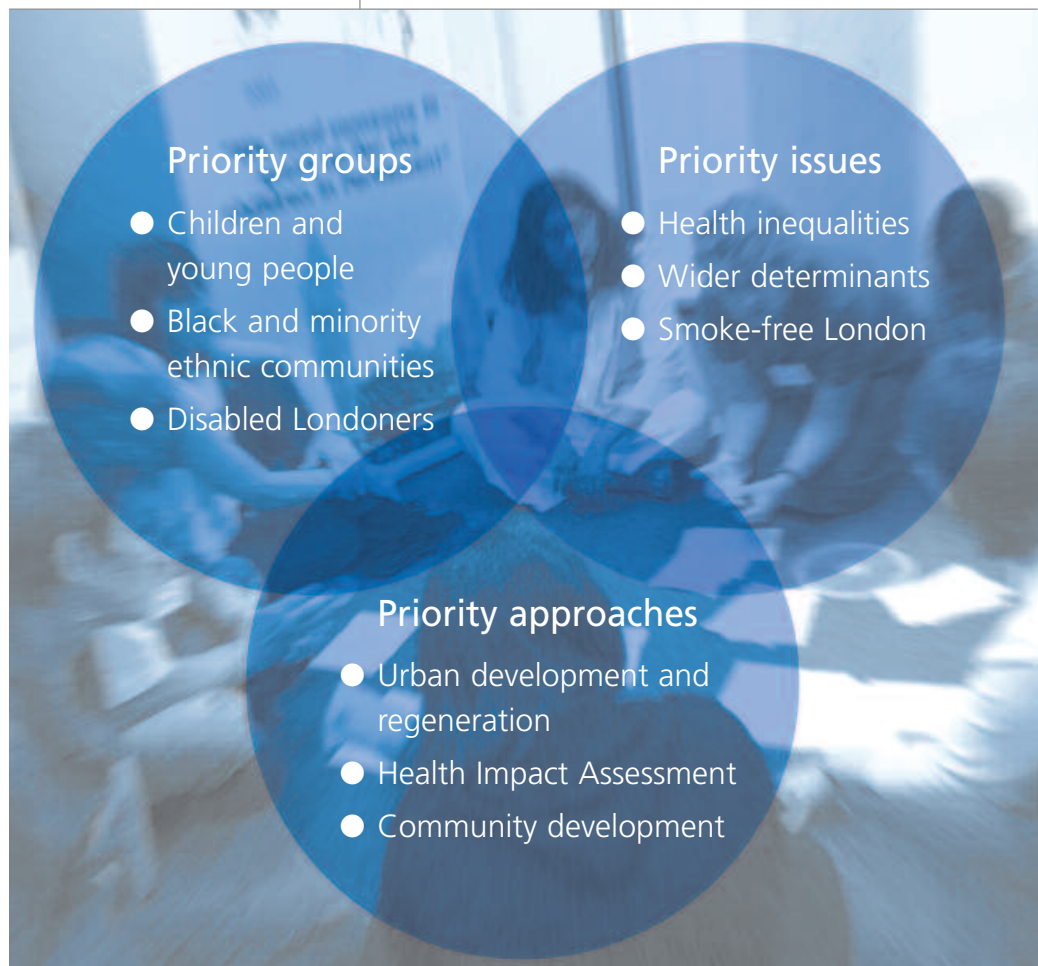 Priority groups
● Children and
young people
● Black and minority
ethnic communities
● Disabled Londoners
Priority issues
● Health inequalities
● Wider determinants
● Smoke-free London
Priority approaches
● Urban development and
regeneration
● Health Impact Assessment
● Community development